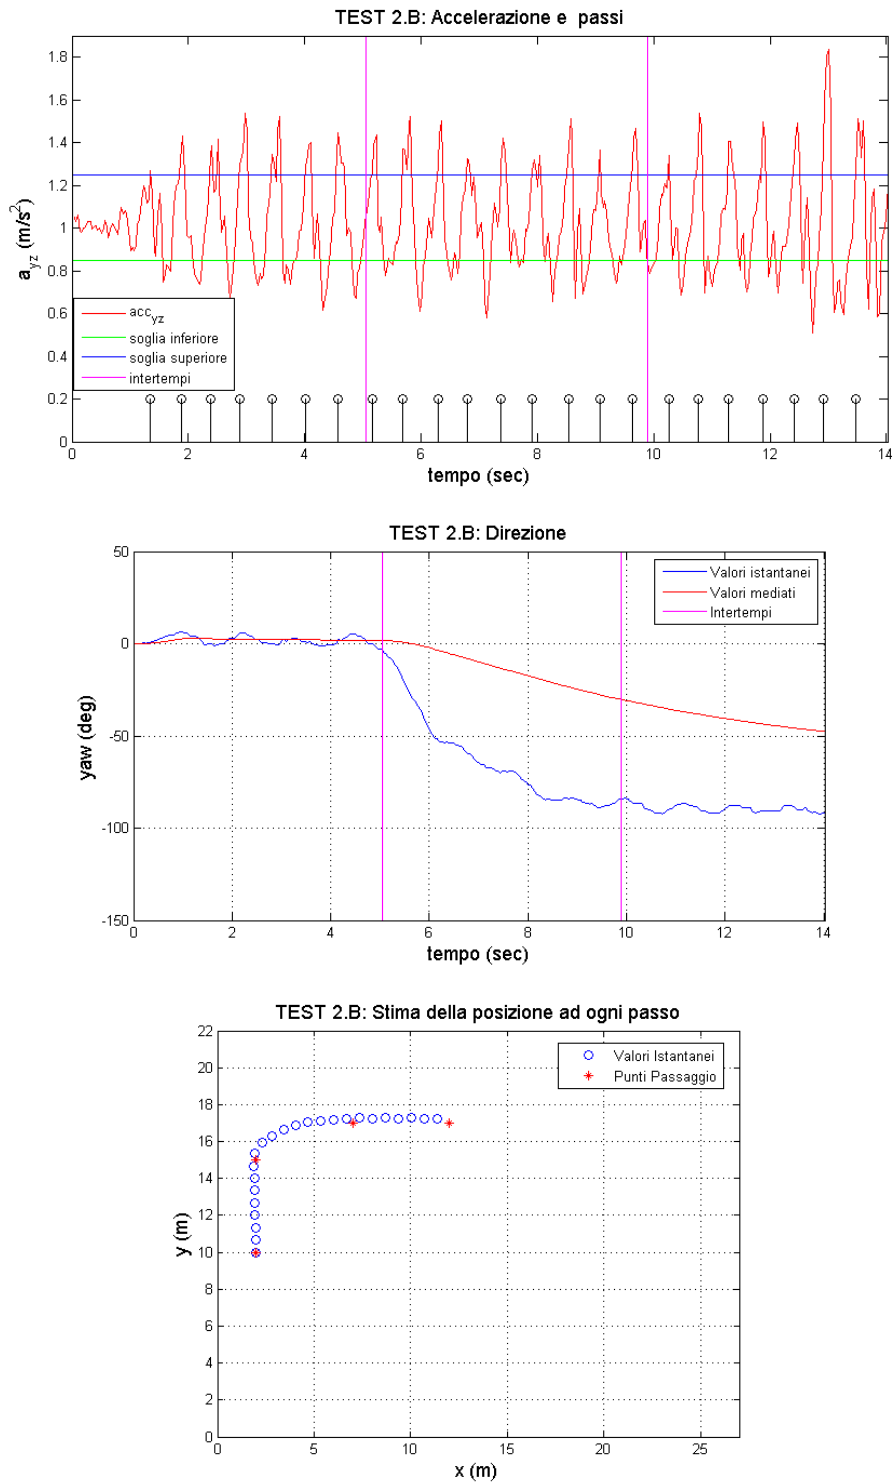 TEST 2.B: Accelerazione e  passi
1.8
1.6
1.4
1.2
1
0.8
0.6
0.4
0.2
0
a_yz (m/s^2)
acc_yz
soglia inferiore
soglia superiore
intertempi
0 2 4 6 8 10 12 14
tempo (sec)
TEST 2.B: Direzione
50
0
-50
-100
-150
yaw (deg)
Valori istantanei
Valori mediati
Intertempi
0 2 4 6 8 10 12 14
tempo (sec)
TEST 2.B: Stima della posizione ad ogni passo
22
20
18
16
14
12
10
8
6
4
2
0
y (m)
Valori Istantanei
Punti Passaggio
0 5 10 15 20 25
x (m)